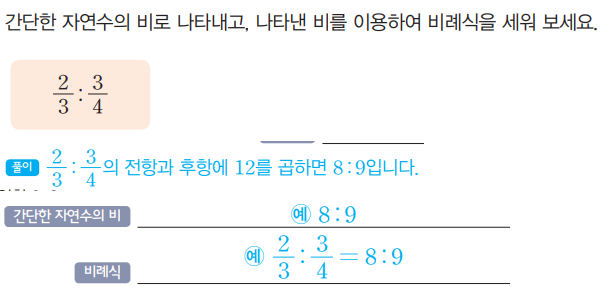 간단한 자연수의 비로 나타내고, 나타낸 비를 이용하여 비례식을 세워 보세요.
2/3 : 3/4
풀이 2/3 : 3/4의 전항과 후항에 12를 곱하면 8 : 9입니다.
간단한 자연수의 비 예 8 : 9
비례식 예 2/3 : 3/4 = 8 : 9